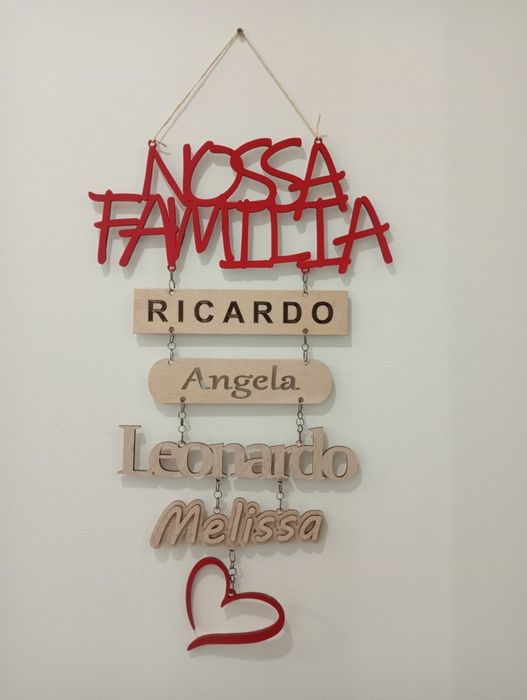 NOSSA
FAMILIA
RICARDO
Angela
Leonardo
Melissa